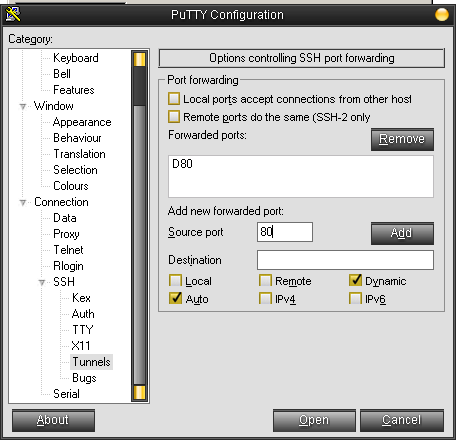 PuTTY Configuration
Category:
Keyboard
Bell
Features
Window
Appearance
Behaviour
Translation
Selection
Colours
Connection
Data
Proxy
Telnet
Rlogin
SSH
Kex
Auth
TTY
X11
Tunnels
Bugs
Serial
Options controlling SSH port forwarding
Port forwarding
Local ports accept connections from other host
Remote ports do the same (SSH-2 only
Forwarded ports:
Remove
D80
Add new forwarded port:
Source port
80
Add
Destination
Local
Remote
Dynamic
Auto
IPv4
IPv6
About
Open
Cancel